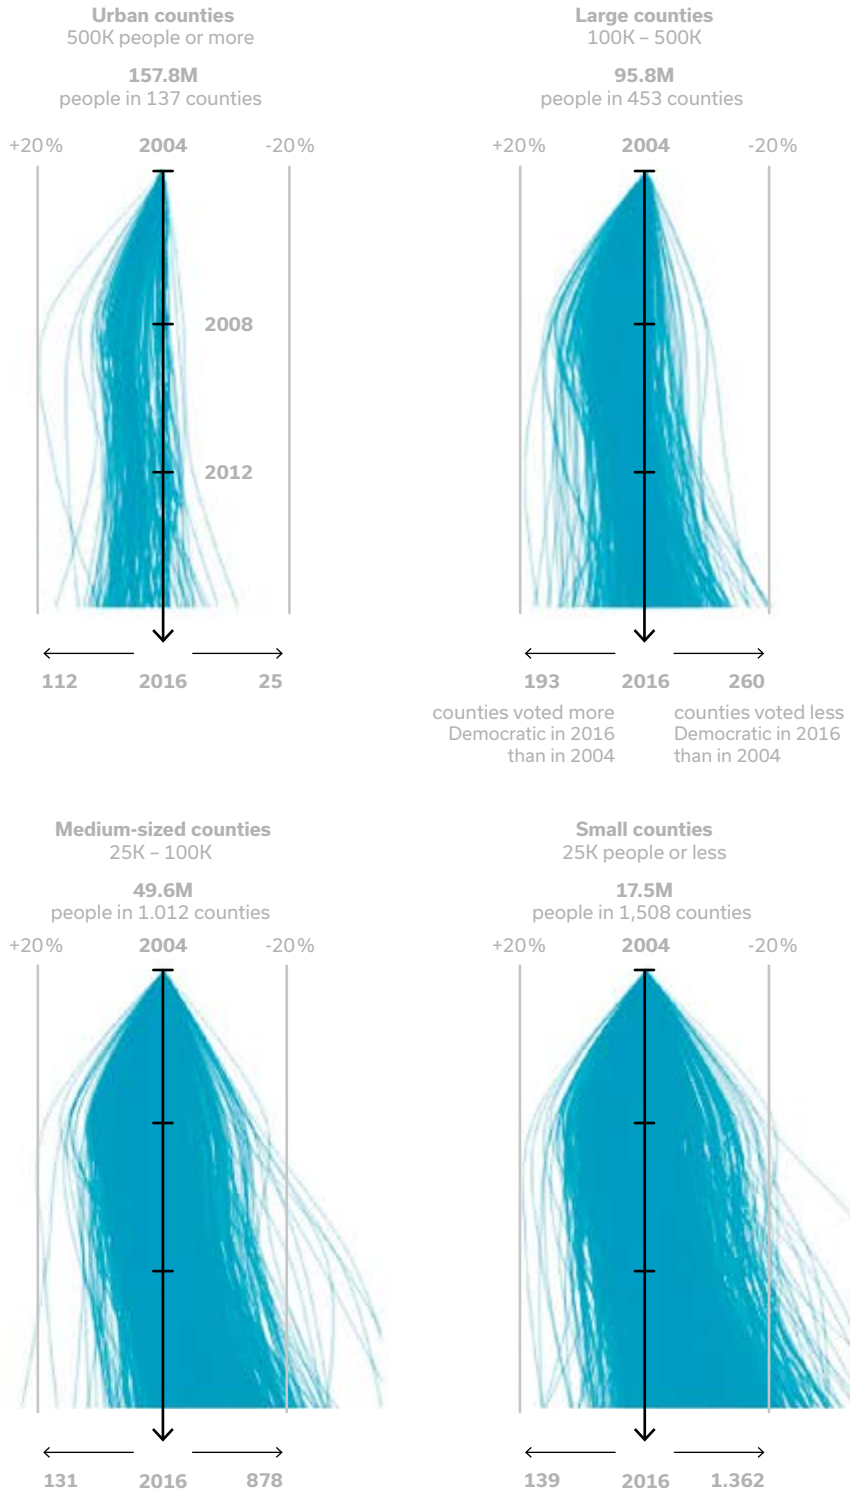 Urban counties
500K people or more
157.8M
people in 137 counties
+20% 2004 -20%
2008
2012
112 2016 25
Large counties
100K – 500K
95.8M
people in 453 counties
+20% 2004 -20%
193 2016 260
counties voted more
Democratic in 2016
than in 2004
counties voted less
Democratic in 2016
than in 2004
Medium-sized counties
25K – 100K
49.6M
people in 1.012 counties
+20% 2004 -20%
131 2016 878
Small counties
25K people or less
17.5M
people in 1,508 counties
+20% 2004 -20%
139 2016 1.362